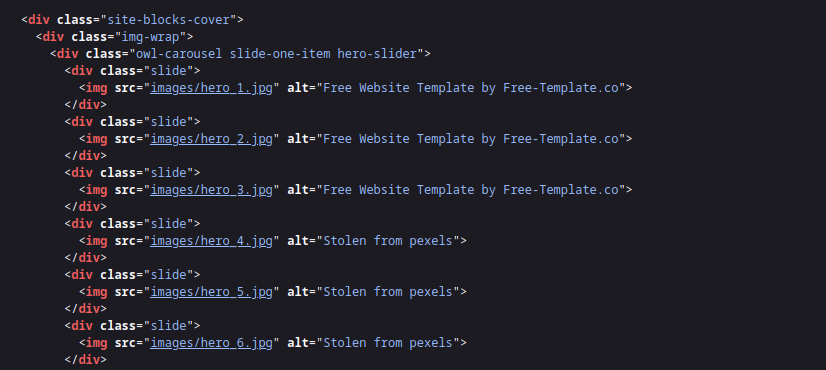 <div class="site-blocks-cover">
<div class="img-wrap">
<div class="owl-carousel slide-one-item hero-slider">
<div class="slide">
<img src="images/hero_1.jpg" alt="Free Website Template by Free-Template.co">
</div>
<div class="slide">
<img src="images/hero_2.jpg" alt="Free Website Template by Free-Template.co">
</div>
<div class="slide">
<img src="images/hero_3.jpg" alt="Free Website Template by Free-Template.co">
</div>
<div class="slide">
<img src="images/hero_4.jpg" alt="Stolen from pexels">
</div>
<div class="slide">
<img src="images/hero_5.jpg" alt="Stolen from pexels">
</div>
<div class="slide">
<img src="images/hero_6.jpg" alt="Stolen from pexels">
</div>